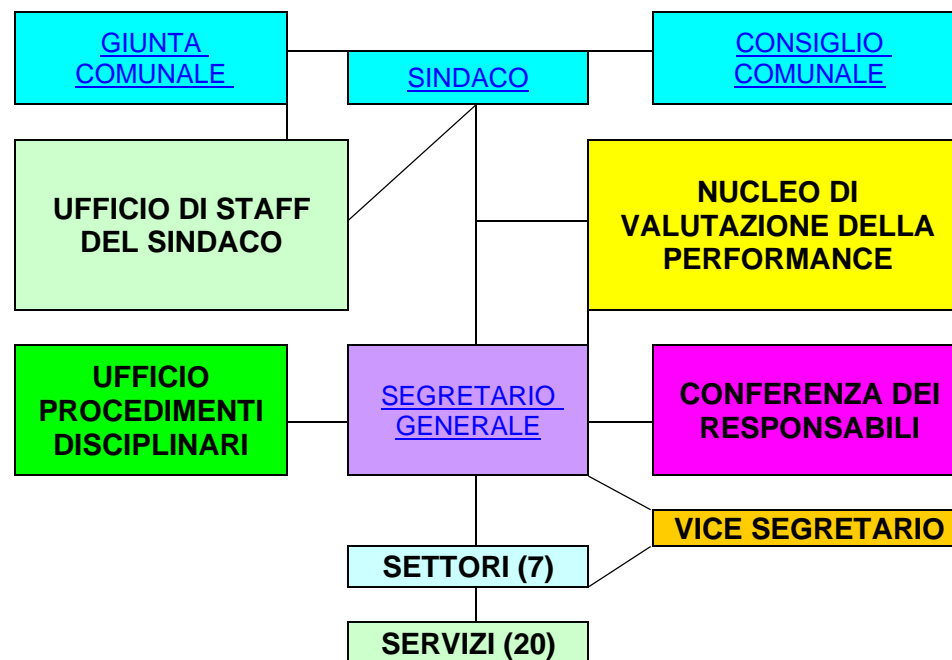 GIUNTA
COMUNALE
SINDACO
CONSIGLIO
COMUNALE
UFFICIO DI STAFF
DEL SINDACO
NUCLEO DI
VALUTAZIONE DELLA
PERFORMANCE
UFFICIO
PROCEDIMENTI
DISCIPLINARI
SEGRETARIO
GENERALE
CONFERENZA DEI
RESPONSABILI
VICE SEGRETARIO
SETTORI (7)
SERVIZI (20)